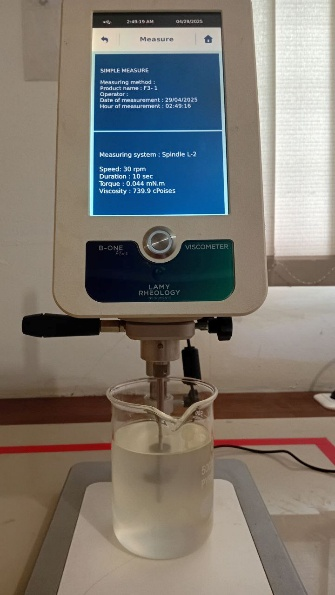 2:49:19 AM 04/29/2025
Measure
SIMPLE MEASURE
Measuring method :
Product name : F3- 1
Operator :
Date of measurement : 29/04/2025
Hour of measurement : 02:49:16
Measuring system : Spindle L-2
Speed: 30 rpm
Duration : 10 sec
Torque : 0.044 mN.m
Viscosity : 739.9 cPoises
B-ONE VISCOMETER
LAMY
RHEOLOGY